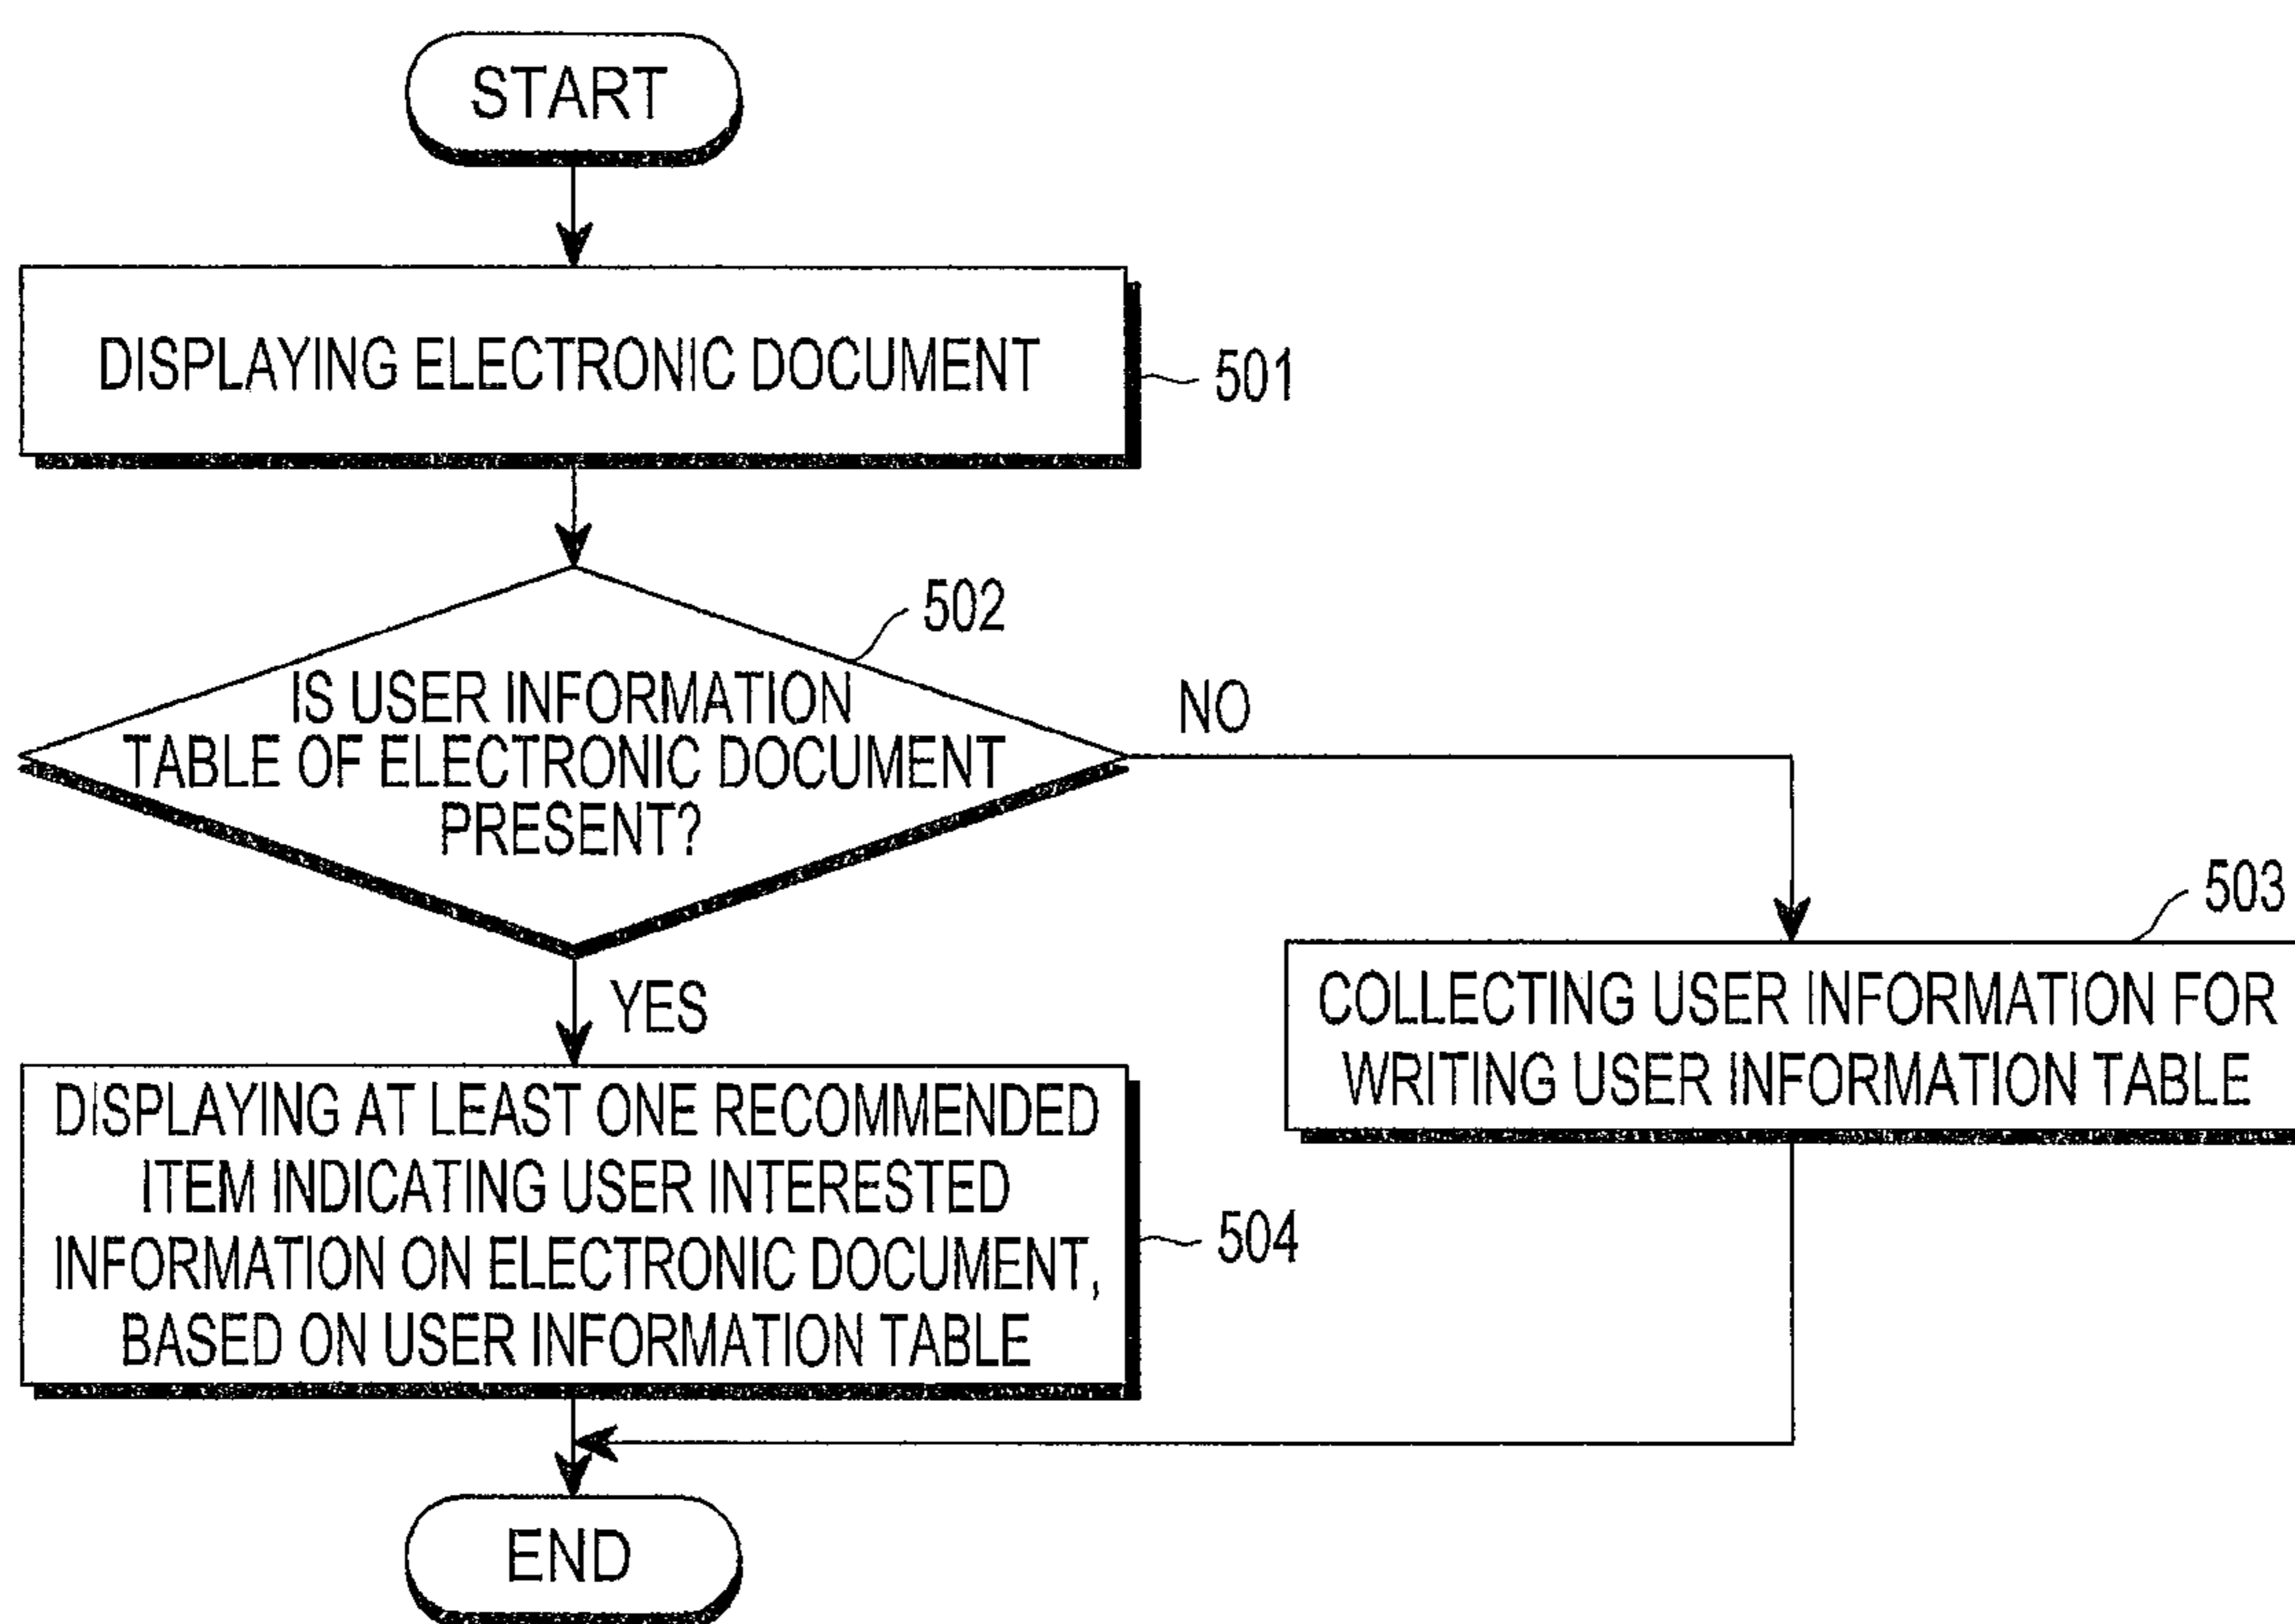 START
DISPLAYING ELECTRONIC DOCUMENT
501
502
IS USER INFORMATION
TABLE OF ELECTRONIC DOCUMENT
PRESENT?
NO
YES
503
COLLECTING USER INFORMATION FOR
WRITING USER INFORMATION TABLE
DISPLAYING AT LEAST ONE RECOMMENDED
ITEM INDICATING USER INTERESTED
INFORMATION ON ELECTRONIC DOCUMENT,
BASED ON USER INFORMATION TABLE
504
END